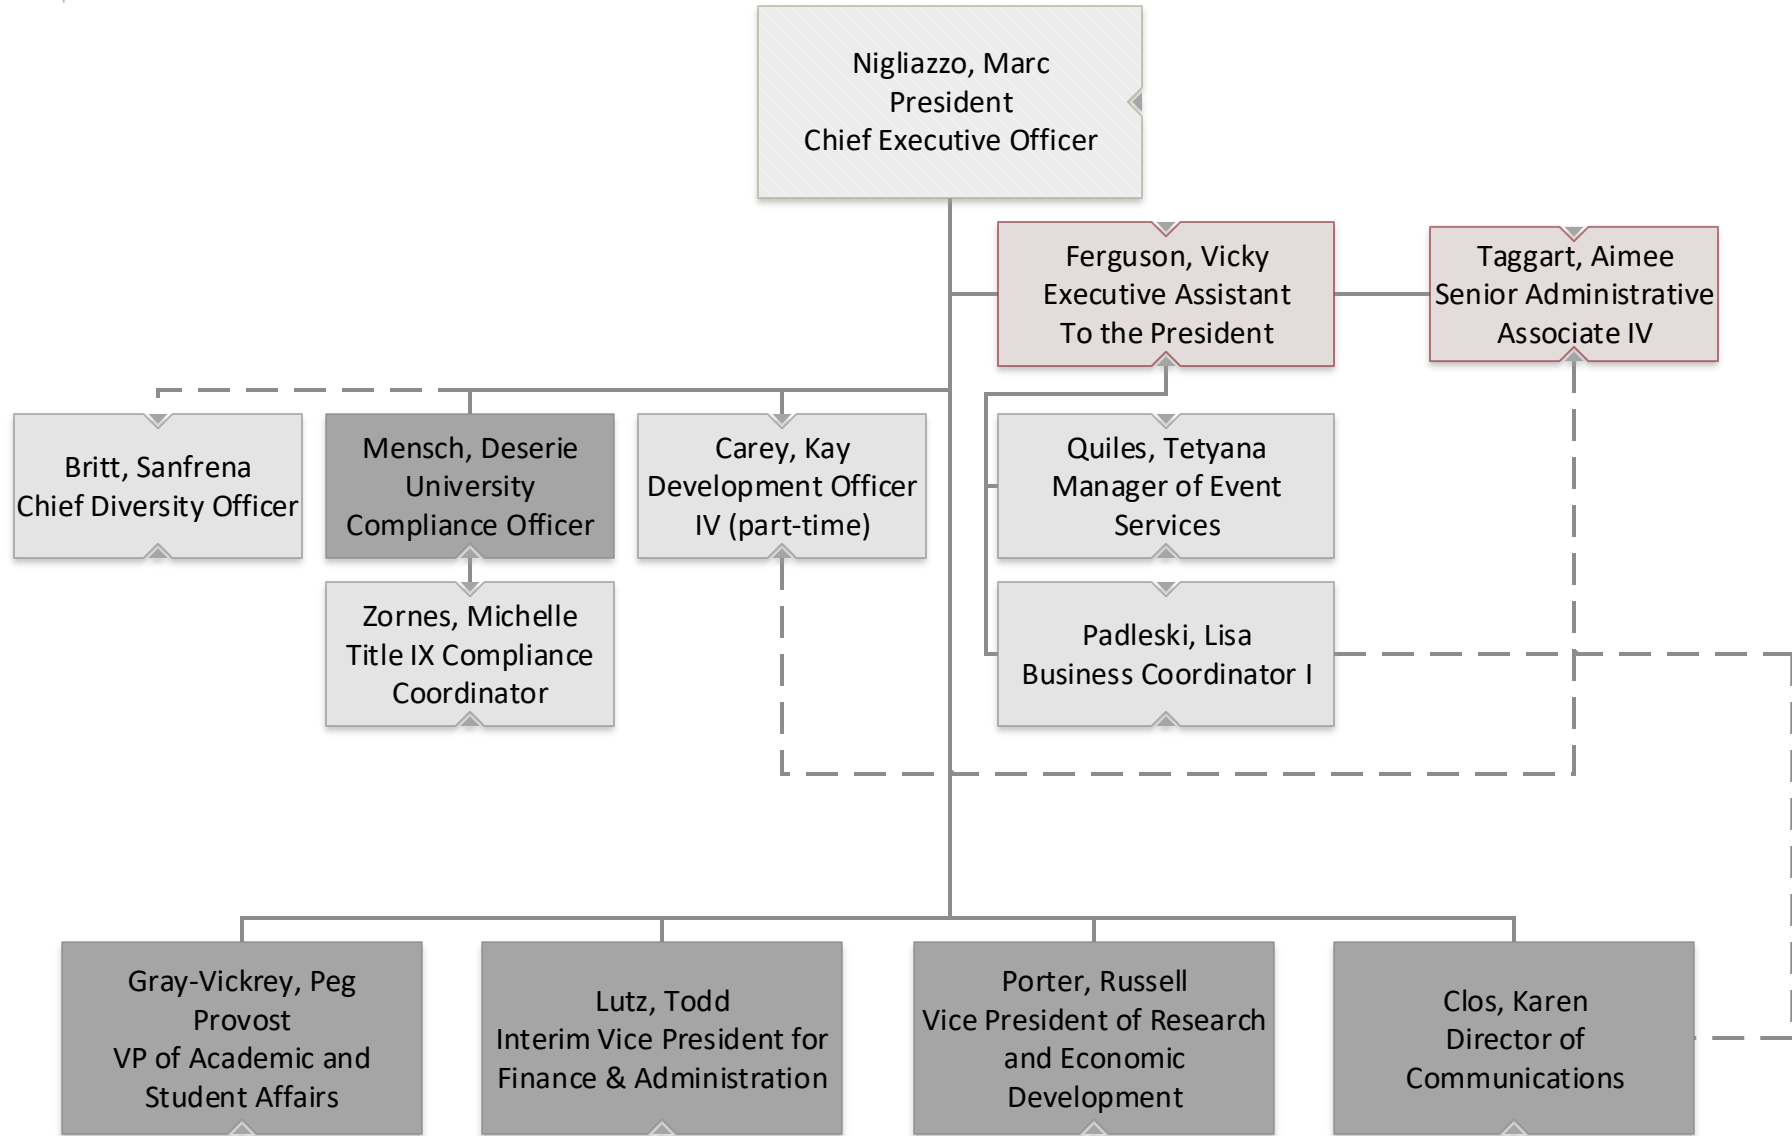 Nigliazzo, Marc
President
Chief Executive Officer
Ferguson, Vicky
Executive Assistant
To the President
Taggart, Aimee
Senior Administrative
Associate IV
Britt, Sanfrena
Chief Diversity Officer
Mensch, Deserie
University
Compliance Officer
Carey, Kay
Development Officer
IV (part-time)
Quiles, Tetyana
Manager of Event
Services
Zornes, Michelle
Title IX Compliance
Coordinator
Padleski, Lisa
Business Coordinator I
Gray-Vickrey, Peg
Provost
VP of Academic and
Student Affairs
Lutz, Todd
Interim Vice President for
Finance & Administration
Porter, Russell
Vice President of Research
and Economic
Development
Clos, Karen
Director of
Communications